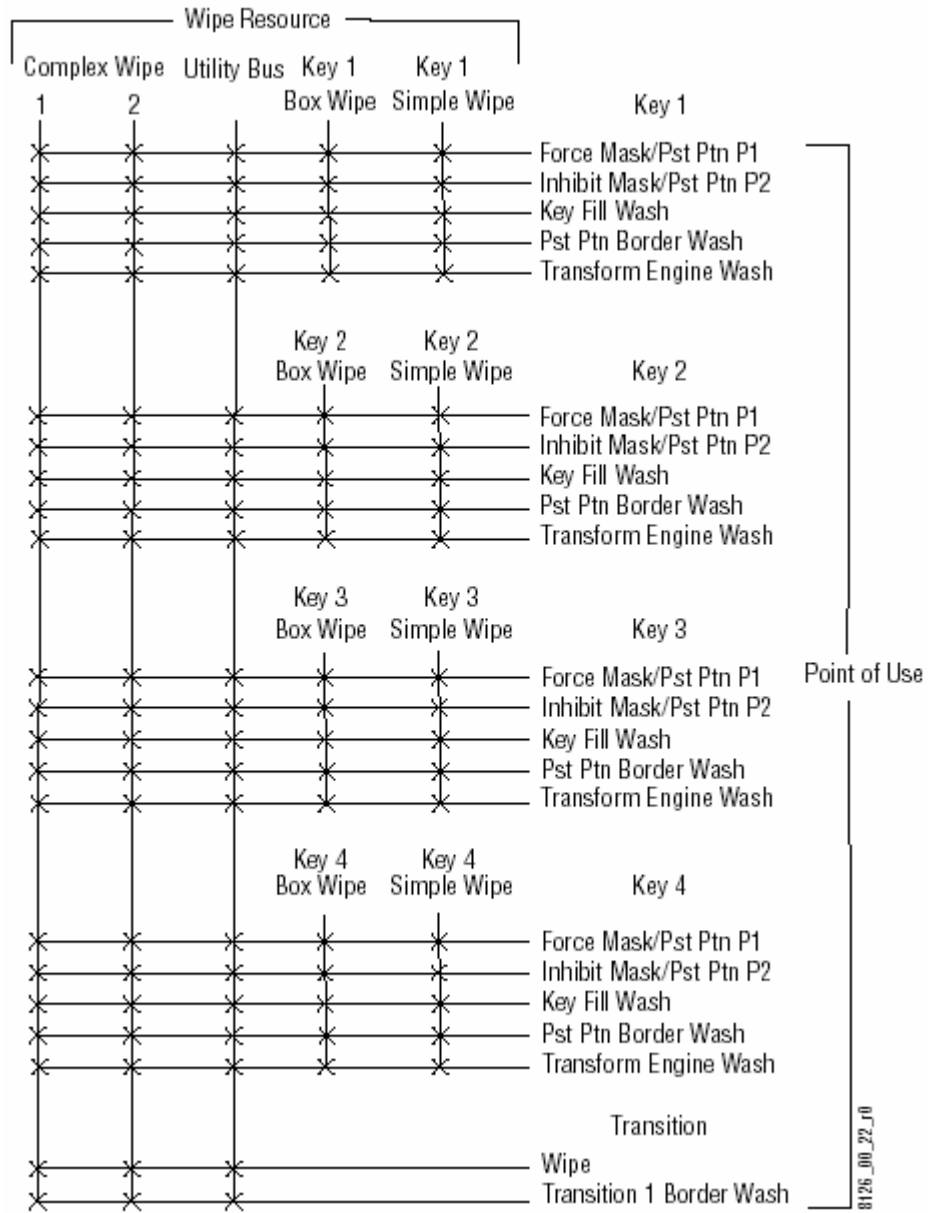 Wipe Resource
Complex Wipe Utility Bus Key 1 Key 1
1 2 Box Wipe Simple Wipe Key 1
Force Mask/Pst Ptn P1
Inhibit Mask/Pst Ptn P2
Key Fill Wash
Pst Ptn Border Wash
Transform Engine Wash
Key 2 Key 2
Box Wipe Simple Wipe Key 2
Force Mask/Pst Ptn P1
Inhibit Mask/Pst Ptn P2
Key Fill Wash
Pst Ptn Border Wash
Transform Engine Wash
Key 3 Key 3
Box Wipe Simple Wipe Key 3
Force Mask/Pst Ptn P1 Point of Use
Inhibit Mask/Pst Ptn P2
Key Fill Wash
Pst Ptn Border Wash
Transform Engine Wash
Key 4 Key 4
Box Wipe Simple Wipe Key 4
Force Mask/Pst Ptn P1
Inhibit Mask/Pst Ptn P2
Key Fill Wash
Pst Ptn Border Wash
Transform Engine Wash
Transition
Wipe
Transition 1 Border Wash
8126_00_22_r0